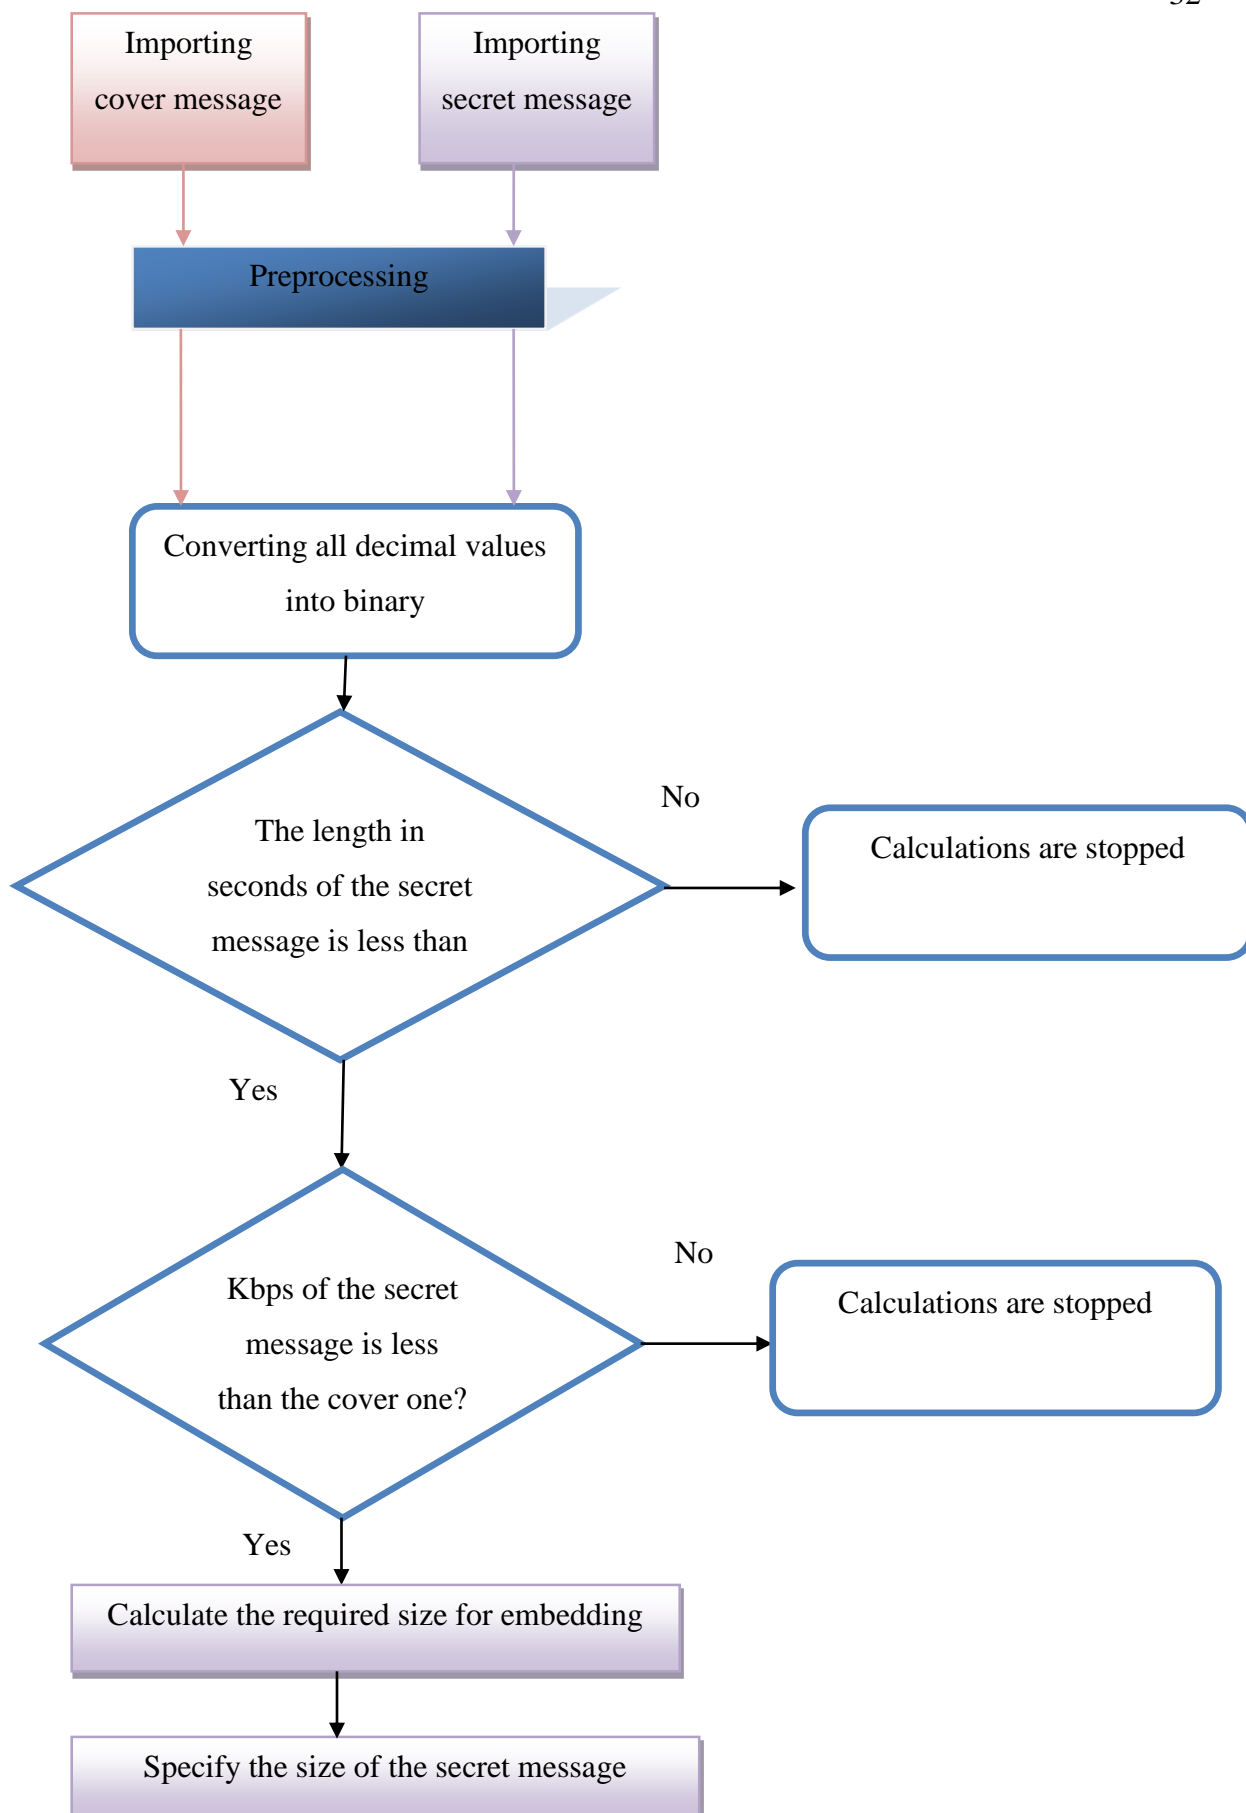 Importing
cover message
Importing
secret message
Preprocessing
Converting all decimal values
into binary
The length in
seconds of the secret
message is less than
No
Calculations are stopped
Yes
Kbps of the secret
message is less
than the cover one?
No
Calculations are stopped
Yes
Calculate the required size for embedding
Specify the size of the secret message